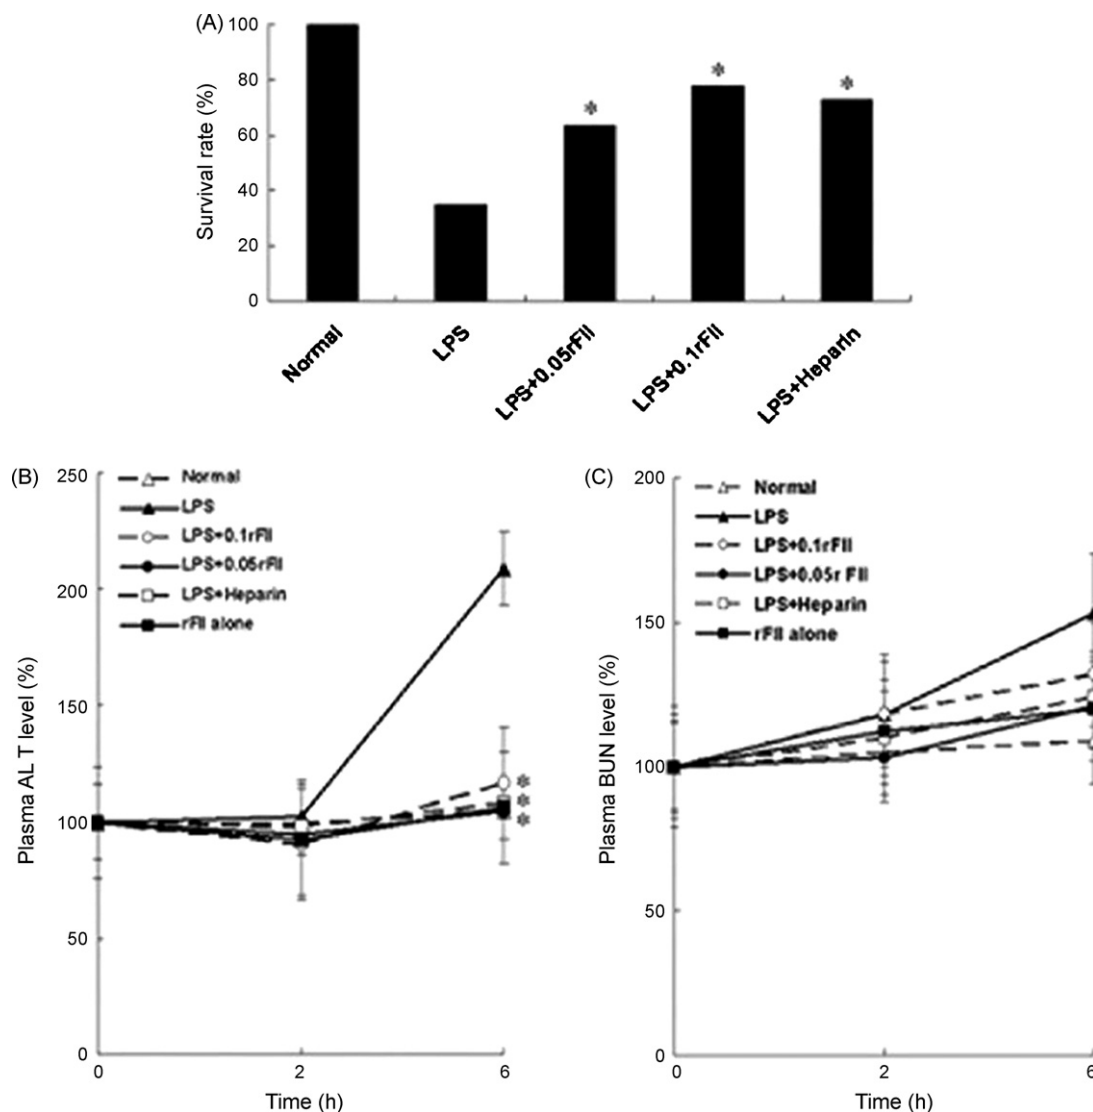 (A)
100
80
60
40
20
0
Survival rate (%)
*
*
*
Normal
LPS
LPS+0.05rFII
LPS+0.1rFII
LPS+Heparin
(B)
250
200
150
100
50
0
Plasma AL T level (%)
Normal
LPS
LPS+0.1rFII
LPS+0.05rFII
LPS+Heparin
rFII alone
*
*
*
0
2
6
Time (h)
(C)
200
150
100
50
0
Plasma BUN level (%)
Normal
LPS
LPS+0.1rFII
LPS+0.05r FII
LPS+Heparin
rFII alone
0
2
6
Time (h)